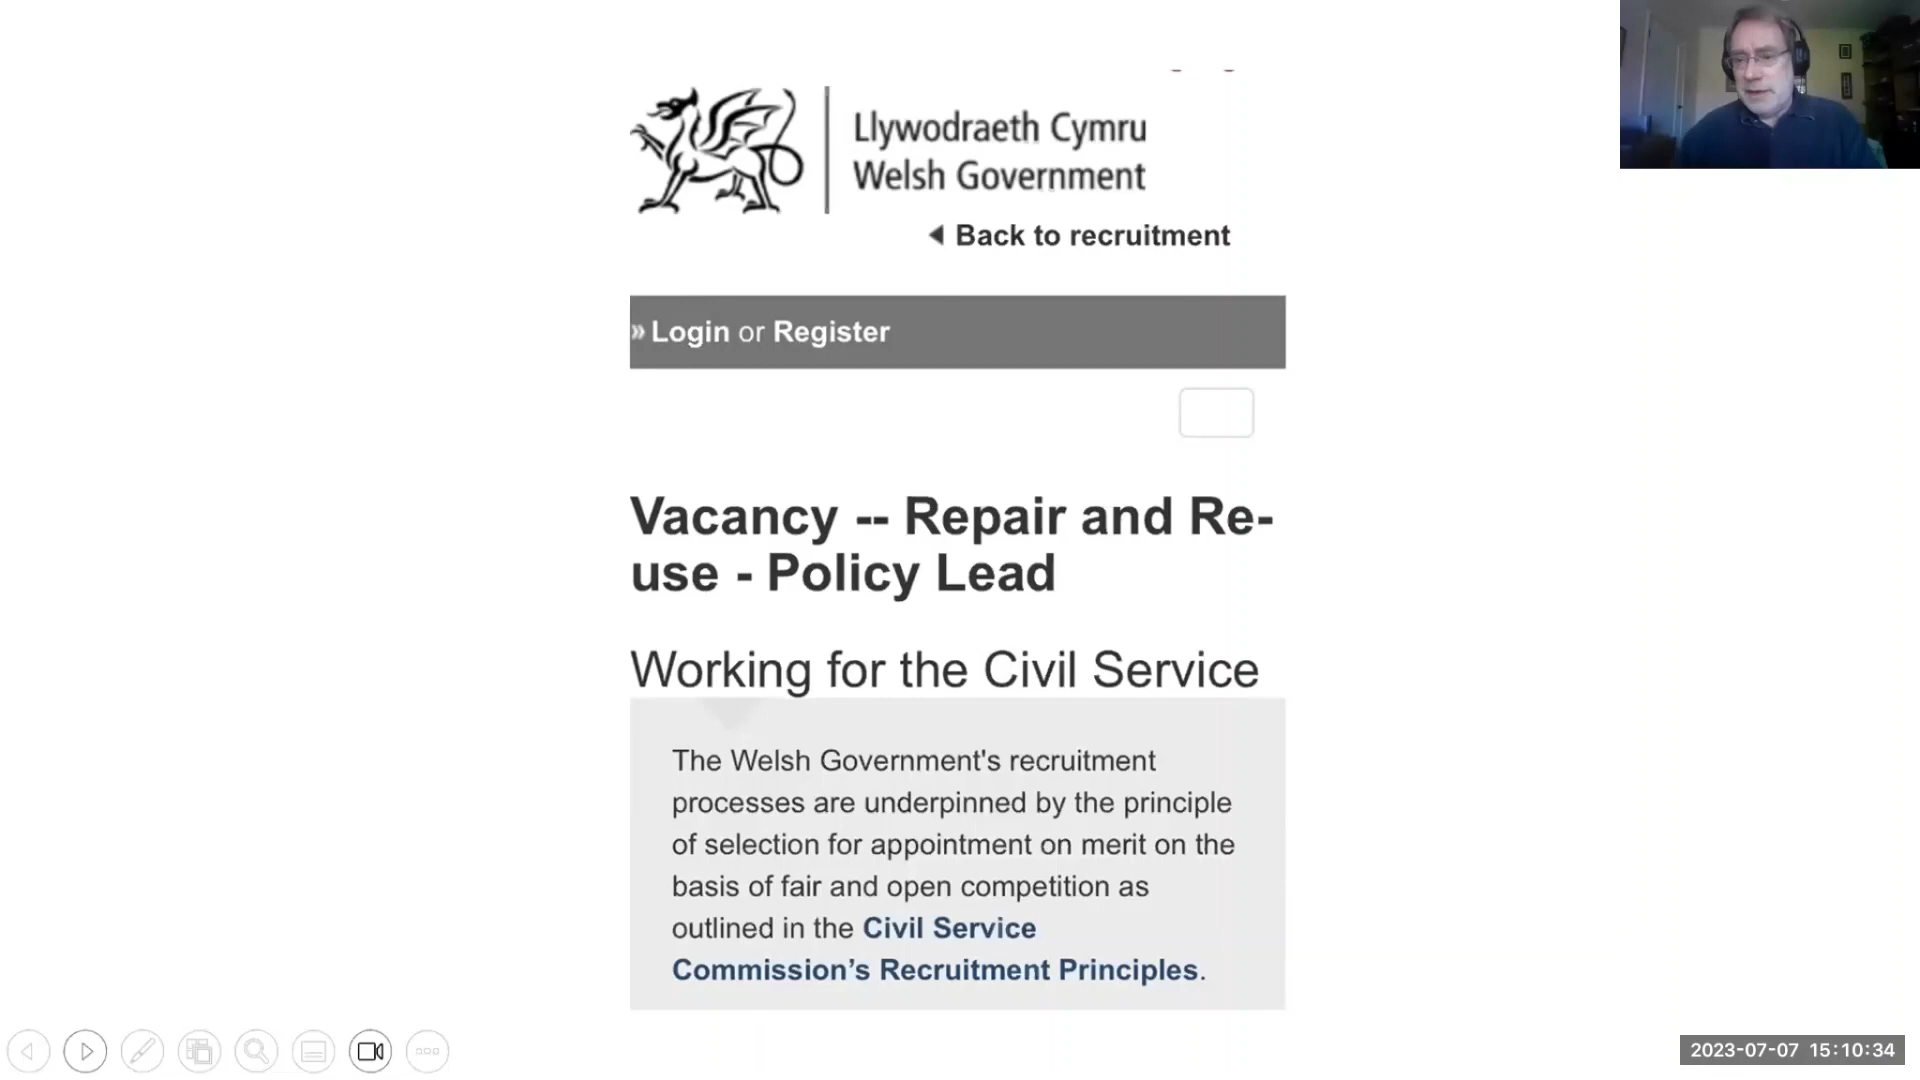 Llywodraeth Cymru
Welsh Government
Back to recruitment
» Login or Register
Vacancy -- Repair and Re-
use - Policy Lead
Working for the Civil Service
The Welsh Government's recruitment
processes are underpinned by the principle
of selection for appointment on merit on the
basis of fair and open competition as
outlined in the Civil Service
Commission’s Recruitment Principles.
2023-07-07 15:10:34